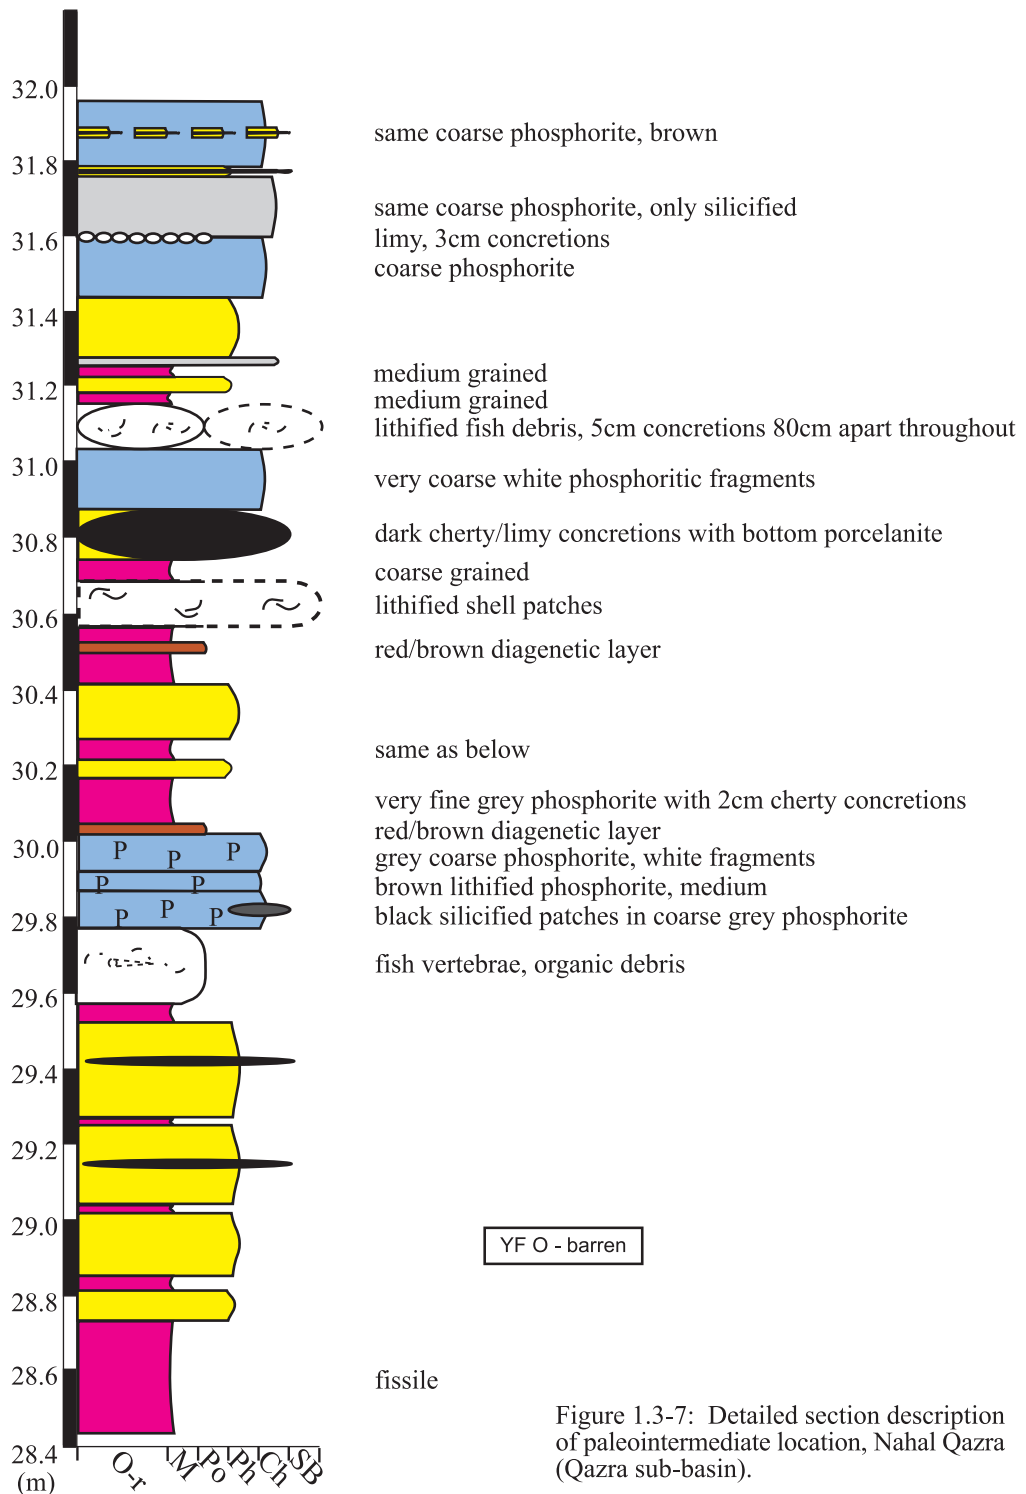 32.0
same coarse phosphorite, brown
31.8
same coarse phosphorite, only silicified
31.6
limy, 3cm concretions
coarse phosphorite
31.4
medium grained
31.2
medium grained
lithified fish debris, 5cm concretions 80cm apart throughout
31.0
very coarse white phosphoritic fragments
30.8
dark cherty/limy concretions with bottom porcelanite
coarse grained
30.6
lithified shell patches
red/brown diagenetic layer
30.4
same as below
30.2
very fine grey phosphorite with 2cm cherty concretions
red/brown diagenetic layer
30.0
P P P
grey coarse phosphorite, white fragments
P P
brown lithified phosphorite, medium
P P P
black silicified patches in coarse grey phosphorite
29.8
fish vertebrae, organic debris
29.6
29.4
29.2
29.0
YF O - barren
28.8
28.6
fissile
28.4
(m)
O-r M Po Ph Ch SB
Figure 1.3-7: Detailed section description
of paleointermediate location, Nahal Qazra
(Qazra sub-basin).